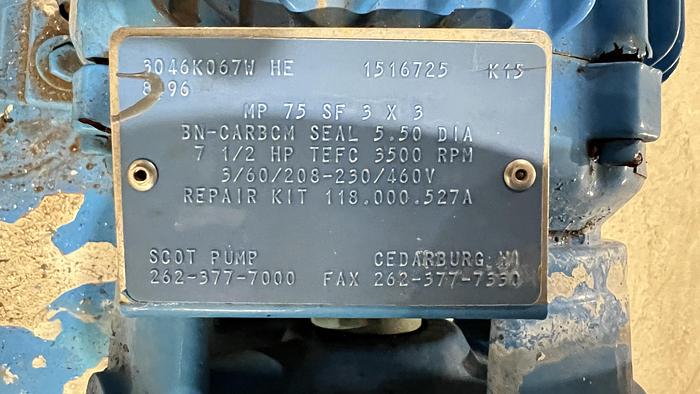 3046K067W HE 1516725 K15
8 96
MP 75 SF 3 X 3
BN-CARBCM SEAL 5.50 DIA
7 1/2 HP TEFC 3500 RPM
3/60/208-230/460V
REPAIR KIT 118.000.527A
SCOT PUMP CEDARBURG WI
262-377-7000 FAX 262-377-7330